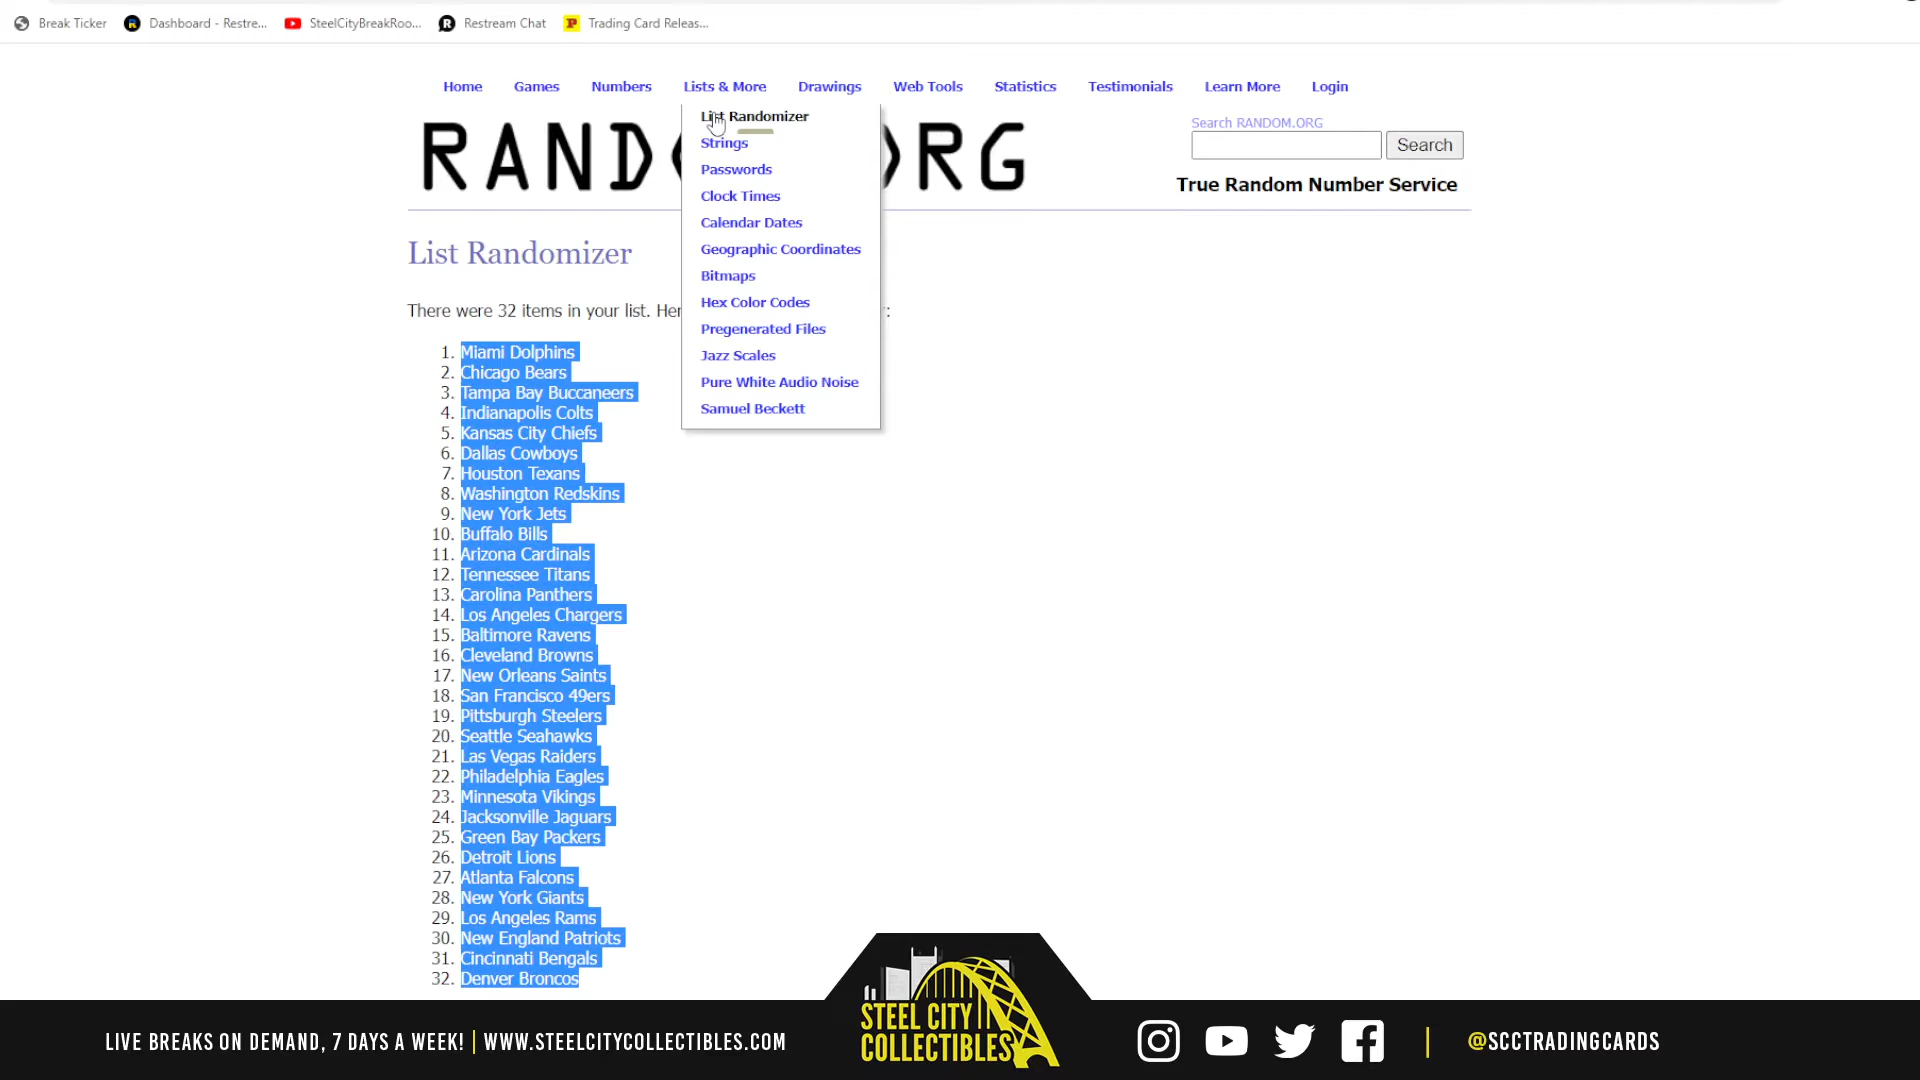 Break Ticker
Dashboard - Restre...
SteelCityBreakRoo...
Restream Chat
Trading Card Releas...
Home Games Numbers Lists & More Drawings Web Tools Statistics Testimonials Learn More Login
List Randomizer
Strings
Passwords
Clock Times
Calendar Dates
Geographic Coordinates
Bitmaps
Hex Color Codes
Pregenerated Files
Jazz Scales
Pure White Audio Noise
Samuel Beckett
RAND RG
Search RANDOM.ORG
Search
True Random Number Service
List Randomizer
There were 32 items in your list. Her :
1. Miami Dolphins
2. Chicago Bears
3. Tampa Bay Buccaneers
4. Indianapolis Colts
5. Kansas City Chiefs
6. Dallas Cowboys
7. Houston Texans
8. Washington Redskins
9. New York Jets
10. Buffalo Bills
11. Arizona Cardinals
12. Tennessee Titans
13. Carolina Panthers
14. Los Angeles Chargers
15. Baltimore Ravens
16. Cleveland Browns
17. New Orleans Saints
18. San Francisco 49ers
19. Pittsburgh Steelers
20. Seattle Seahawks
21. Las Vegas Raiders
22. Philadelphia Eagles
23. Minnesota Vikings
24. Jacksonville Jaguars
25. Green Bay Packers
26. Detroit Lions
27. Atlanta Falcons
28. New York Giants
29. Los Angeles Rams
30. New England Patriots
31. Cincinnati Bengals
32. Denver Broncos
LIVE BREAKS ON DEMAND, 7 DAYS A WEEK! | WWW.STEELCITYCOLLECTIBLES.COM
STEEL CITY
COLLECTIBLES
@SCCTRADINGCARDS